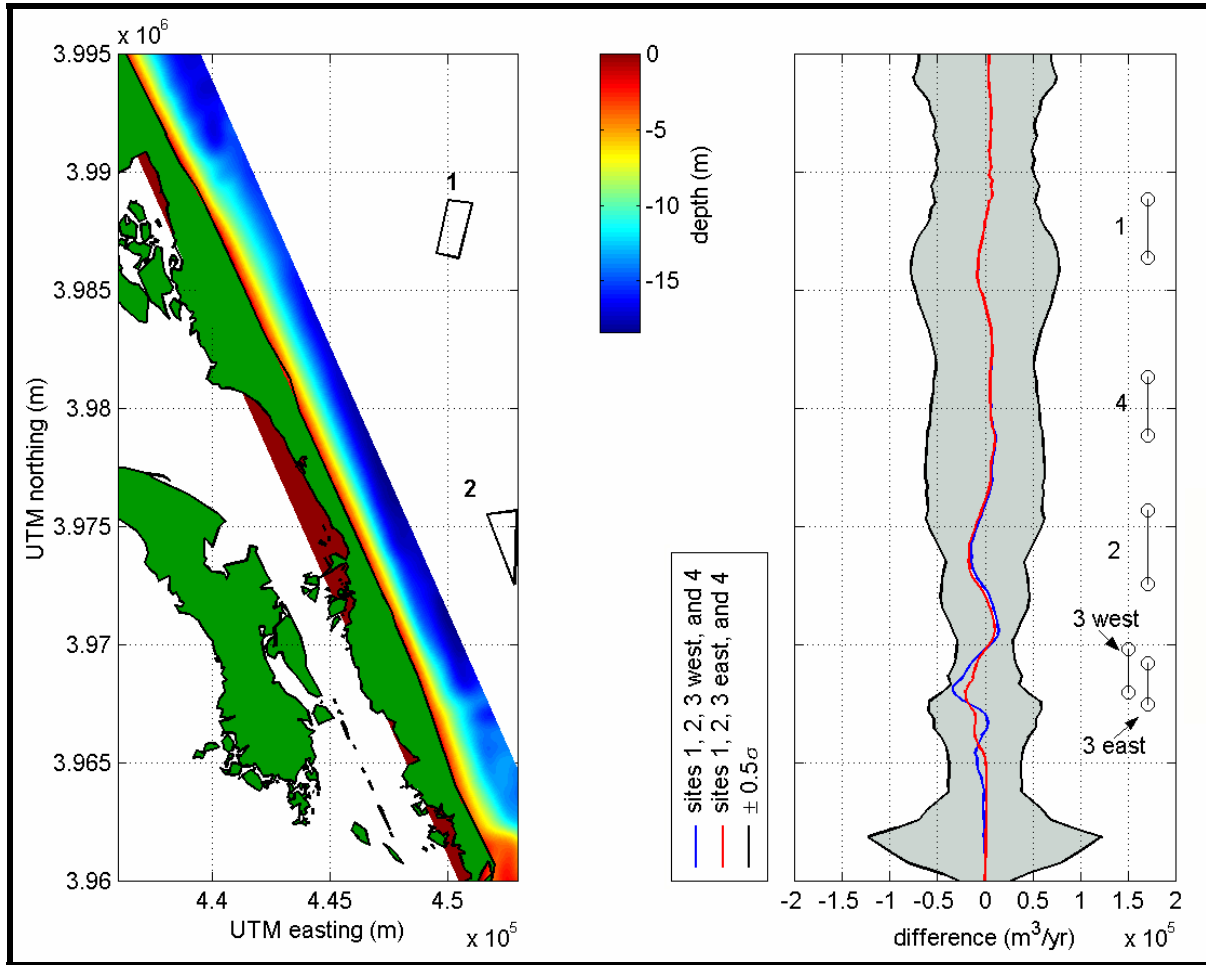 x 10^6
3.995
3.99
3.985
3.98
3.975
3.97
3.965
3.96
UTM northing (m)
4.4
4.445
4.45
UTM easting (m)
x 10^5
1
2
0
-5
-10
-15
depth (m)
sites 1, 2, 3 west, and 4
sites 1, 2, 3 east, and 4
± 0.5σ
1
4
2
3 west
3 east
-2
-1.5
-1
-0.5
0
0.5
1
1.5
2
difference (m³/yr)
x 10^5